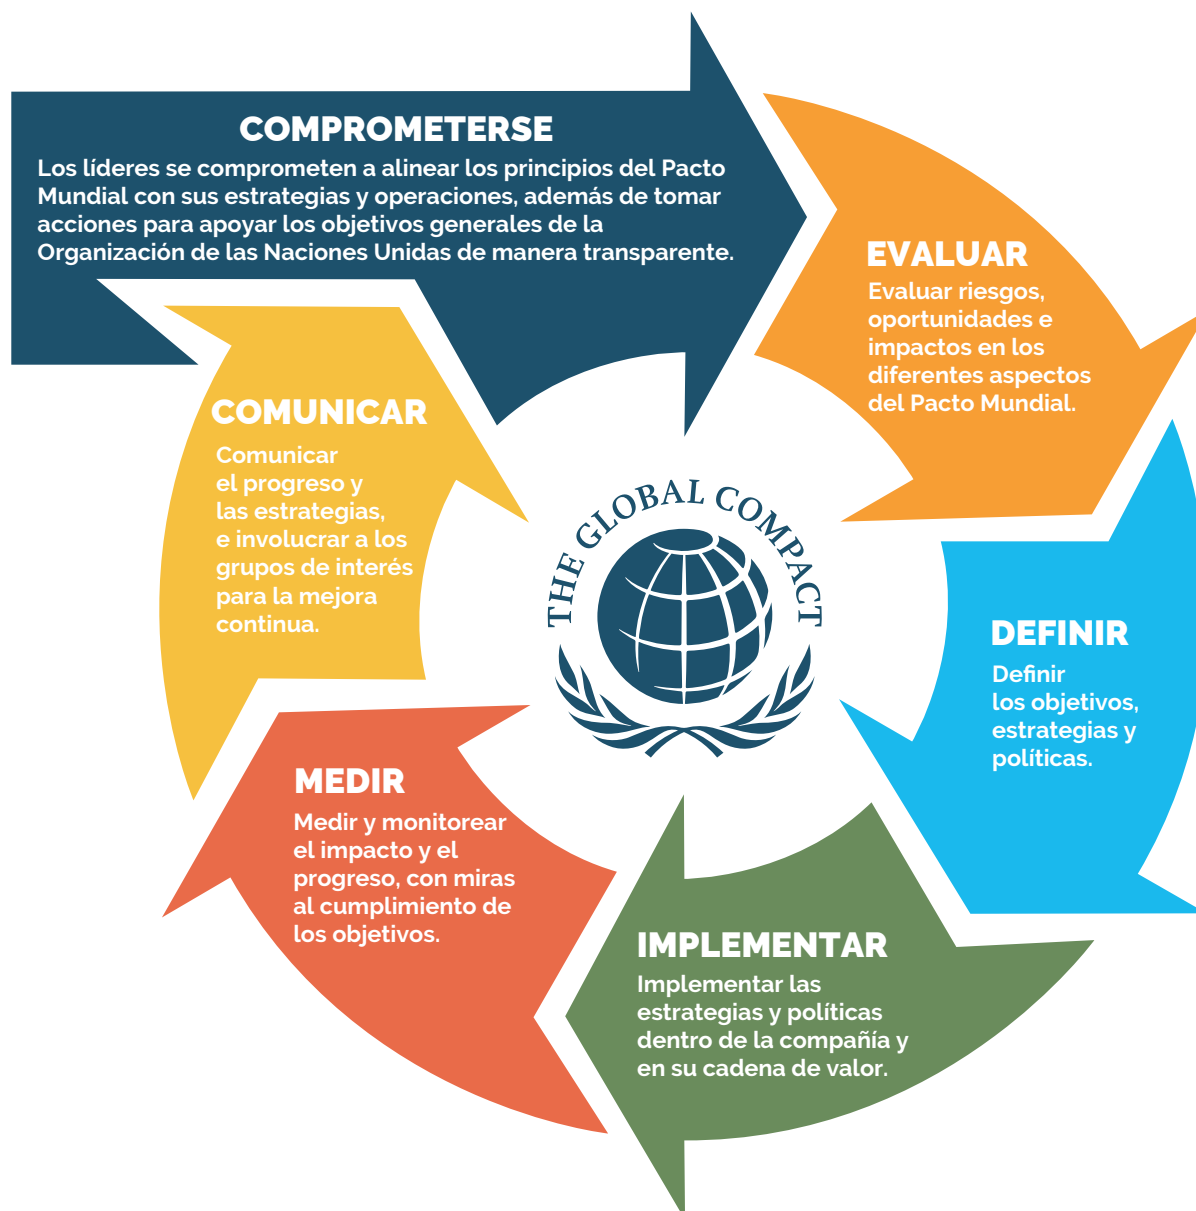 COMPROMETERSE
Los líderes se comprometen a alinear los principios del Pacto
Mundial con sus estrategias y operaciones, además de tomar
acciones para apoyar los objetivos generales de la
Organización de las Naciones Unidas de manera transparente.
EVALUAR
Evaluar riesgos,
oportunidades e
impactos en los
diferentes aspectos
del Pacto Mundial.
DEFINIR
Definir
los objetivos,
estrategias y
políticas.
IMPLEMENTAR
Implementar las
estrategias y políticas
dentro de la compañía y
en su cadena de valor.
MEDIR
Medir y monitorear
el impacto y el
progreso, con miras
al cumplimiento de
los objetivos.
COMUNICAR
Comunicar
el progreso y
las estrategias,
e involucrar a los
grupos de interés
para la mejora
continua.
THE GLOBAL COMPACT